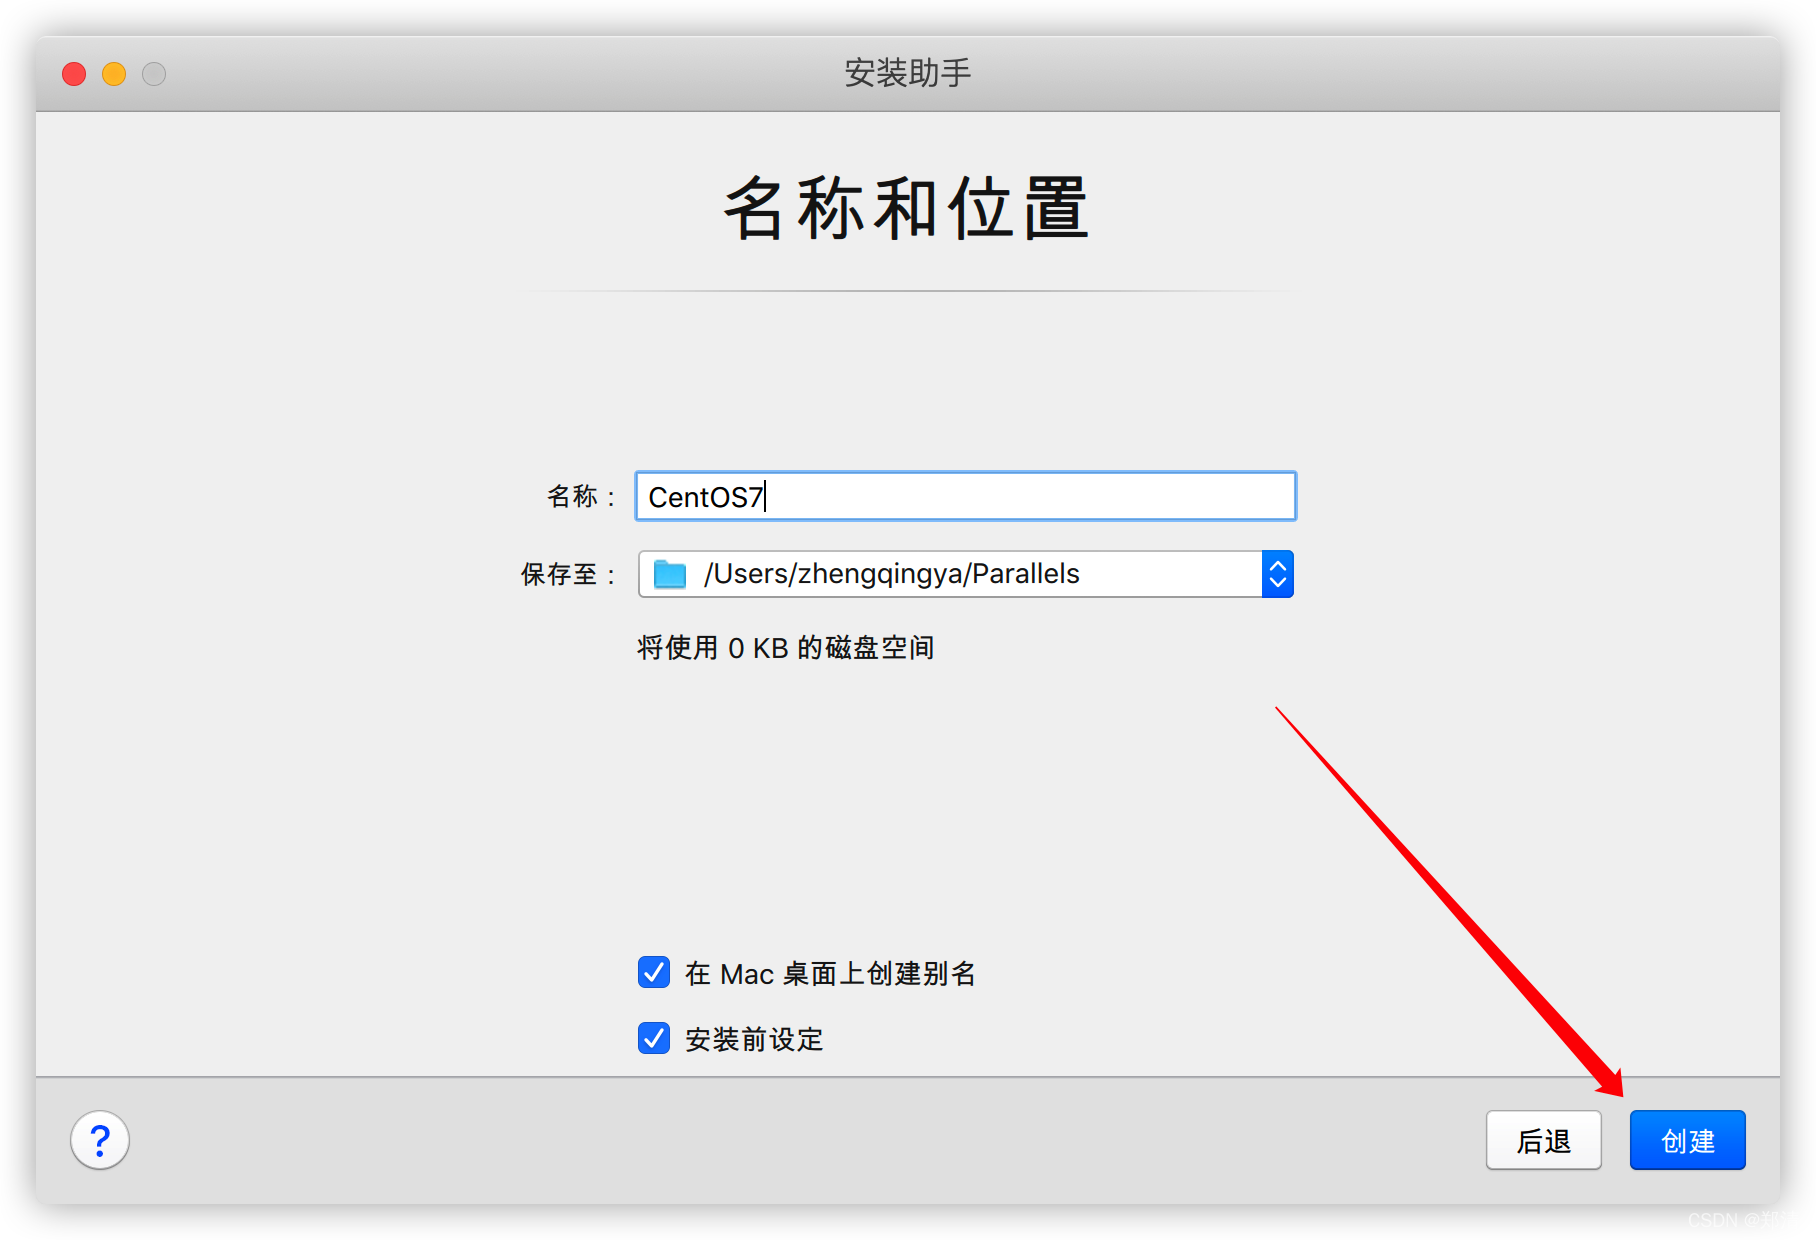 安装助手
名称和位置
名称：CentOS7
保存至：/Users/zhengqingya/Parallels
将使用 0 KB 的磁盘空间
在 Mac 桌面上创建别名
安装前设定
? 后退 创建
CSDN @郑